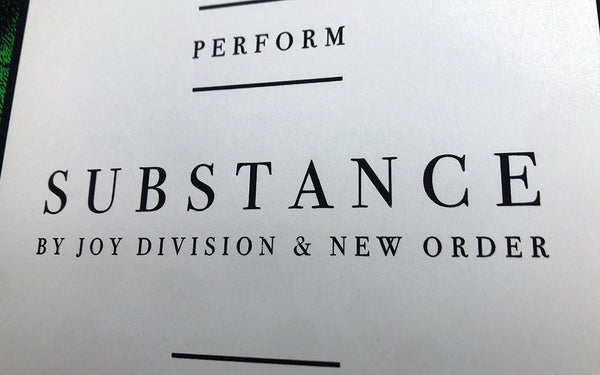 PERFORM
SUBSTANCE
BY JOY DIVISION & NEW ORDER